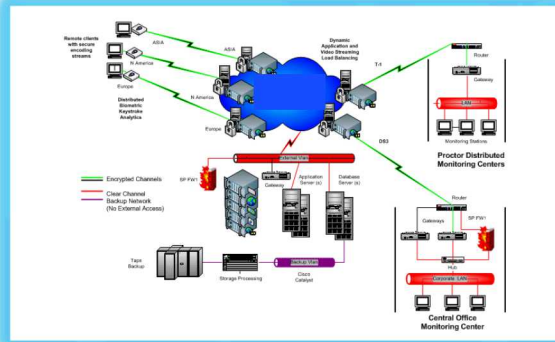 Remote clients
with secure
encoding
streams
ASIA
N America
Europe
Distributed
Biometric
Keystroke
Analytics
ASIA
N America
Europe
Dynamic
Application and
Video Streaming
Load Balancing
T-1
DS3
Router
Gateway
LAN
Monitoring Stations
Proctor Distributed
Monitoring Centers
Encrypted Channels
Clear Channel
Backup Network
(No External Access)
SP FW1
External Vlan
Gateway
Application
Server (s)
Database
Server (s)
Tape
Backup
Storage Processing
Backup Vlan
Cisco
Catalyst
Router
Gateways
SP FW1
Hub
Corporate LAN
Central Office
Monitoring Center